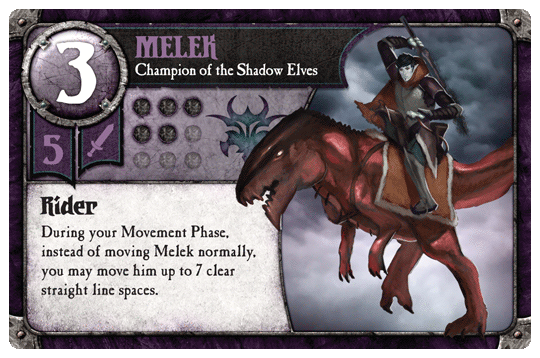 3
MELEK
Champion of the Shadow Elves
5
Rider
During your Movement Phase,
instead of moving Melek normally,
you may move him up to 7 clear
straight line spaces.